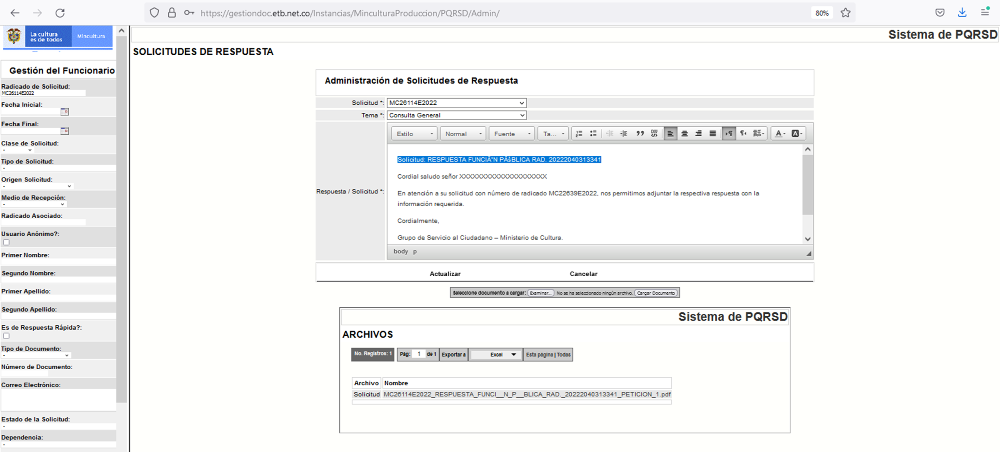 https://gestiondoc.etb.net.co/Instancias/MinculturaProduccion/PQRSD/Admin/
80%
La cultura
es de todos
Mincultura
Sistema de PQRSD
SOLICITUDES DE RESPUESTA
Gestión del Funcionario
Radicado de Solicitud:
MC26114E2022
Fecha Inicial:
Fecha Final:
Clase de Solicitud:
-
Tipo de Solicitud:
-
Origen Solicitud:
-
Medio de Recepción:
-
Radicado Asociado:
Usuario Anónimo?:
Primer Nombre:
Segundo Nombre:
Primer Apellido:
Segundo Apellido:
Es de Respuesta Rápida?:
Tipo de Documento:
-
Número de Documento:
Correo Electrónico:
Estado de la Solicitud:
-
Dependencia:
-
Administración de Solicitudes de Respuesta
Solicitud *: MC26114E2022
Tema *: Consulta General
Respuesta / Solicitud *:
Estilo Normal Fuente Ta...
Solicitud: RESPUESTA FUNCIÃ“N PÃšBLICA RAD. 20222040313341
Cordial saludo señor XXXXXXXXXXXXXXXXXXXX
En atención a su solicitud con número de radicado MC22639E2022, nos permitimos adjuntar la respectiva respuesta con la
información requerida.
Cordialmente,
Grupo de Servicio al Ciudadano – Ministerio de Cultura.
body p
Actualizar Cancelar
Seleccione documento a cargar: Examinar... No se ha seleccionado ningún archivo. Cargar Documento
Sistema de PQRSD
ARCHIVOS
No. Registros: 1 Pág: 1 de 1 Exportar a Excel Esta página | Todas
Archivo Nombre
Solicitud MC26114E2022_RESPUESTA_FUNCI__N_P__BLICA_RAD._20222040313341_PETICION_1.pdf